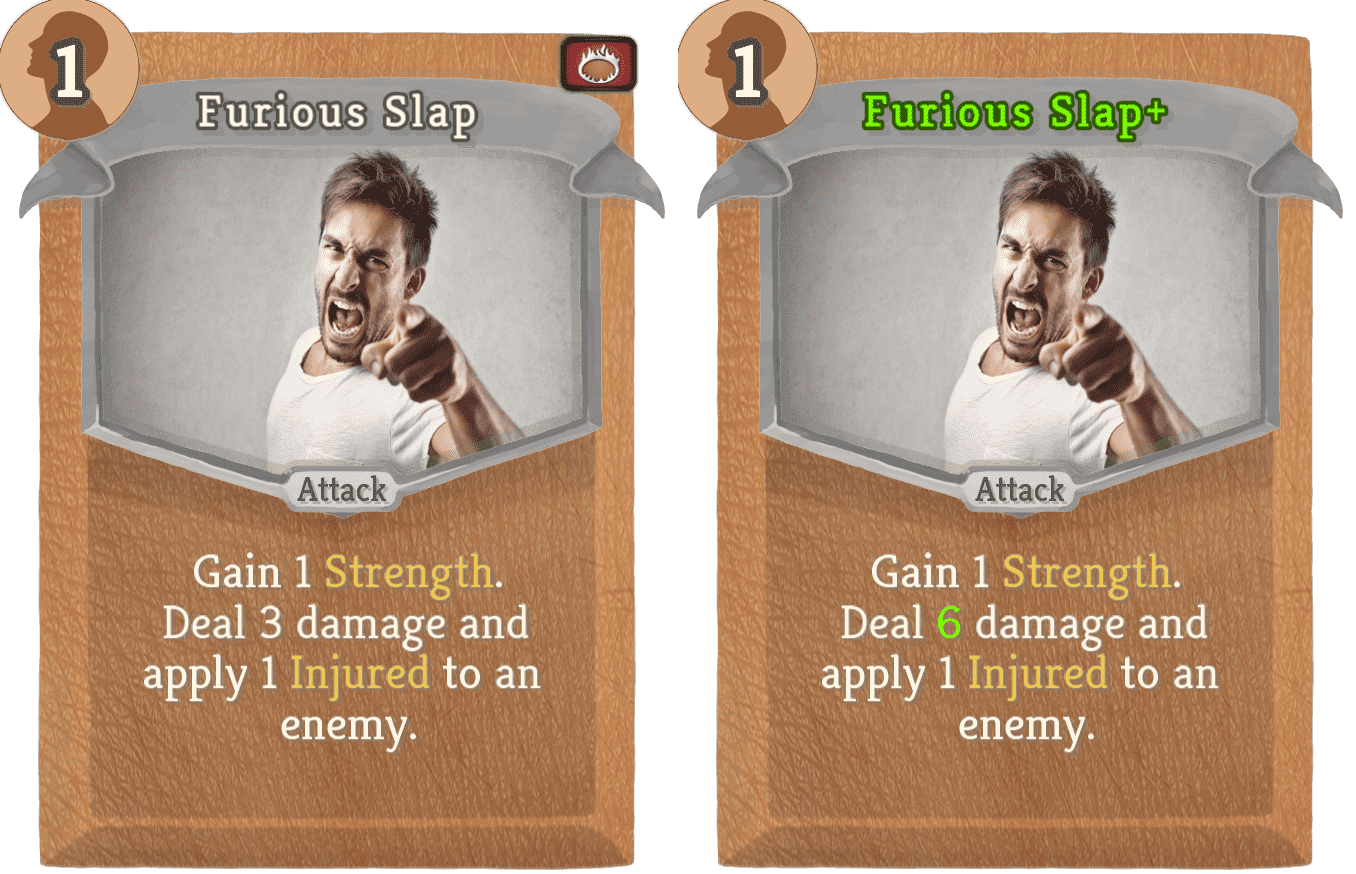 1
Furious Slap
Attack
Gain 1 Strength.
Deal 3 damage and
apply 1 Injured to an
enemy.
1
Furious Slap+
Attack
Gain 1 Strength.
Deal 6 damage and
apply 1 Injured to an
enemy.